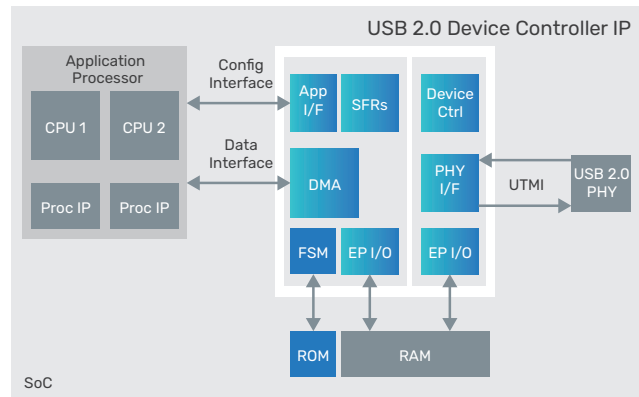 USB 2.0 Device Controller IP
Application
Processor
CPU 1
CPU 2
Proc IP
Proc IP
Config
Interface
Data
Interface
App
I/F
SFRs
DMA
FSM
EP I/O
Device
Ctrl
PHY
I/F
EP I/O
UTMI
USB 2.0
PHY
ROM
RAM
SoC